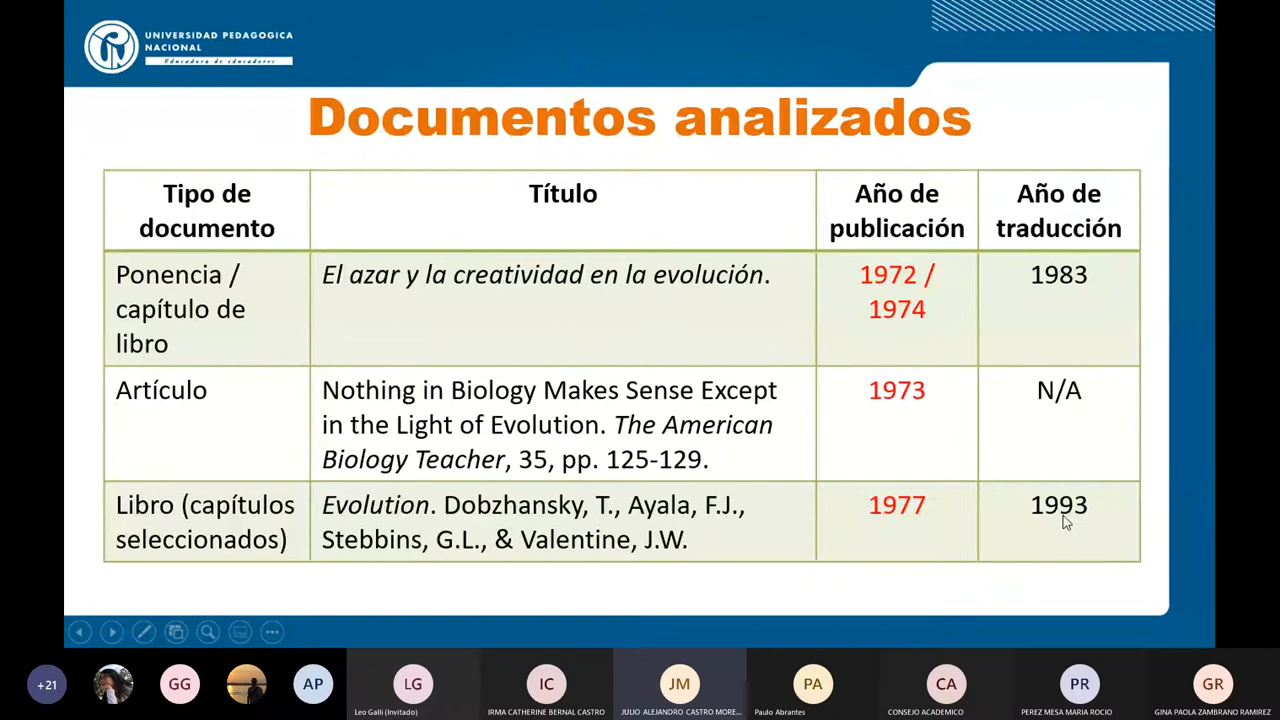 UNIVERSIDAD PEDAGOGICA
NACIONAL
Educadora de educadores
Documentos analizados
Tipo de documento
Título
Año de publicación
Año de traducción
Ponencia /
capítulo de
libro
El azar y la creatividad en la evolución.
1972 /
1974
1983
Artículo
Nothing in Biology Makes Sense Except
in the Light of Evolution. The American
Biology Teacher, 35, pp. 125-129.
1973
N/A
Libro (capítulos
seleccionados)
Evolution. Dobzhansky, T., Ayala, F.J.,
Stebbins, G.L., & Valentine, J.W.
1977
1993
+21
GG
AP
LG
Leo Galli (Invitado)
IC
IRMA CATHERINE BERNAL CASTRO
JM
JULIO ALEJANDRO CASTRO MORE...
PA
Paulo Abrantes
CA
CONSEJO ACADEMICO
PR
PEREZ MESA MARIA ROCIO
GR
GINA PAOLA ZAMBRANO RAMIREZ